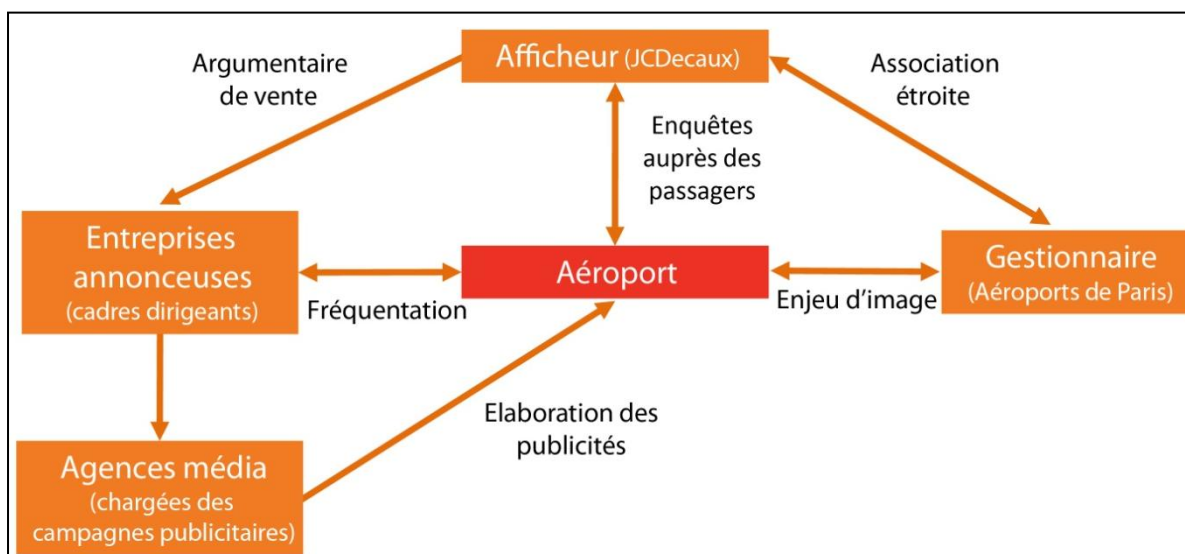 Afficheur (JCDecaux)
Argumentaire
de vente
Association
étroite
Enquêtes
auprès des
passagers
Entreprises
annonceuses
(cadres dirigeants)
Fréquentation
Aéroport
Enjeu d’image
Gestionnaire
(Aéroports de Paris)
Elaboration des
publicités
Agences média
(chargées des
campagnes publicitaires)